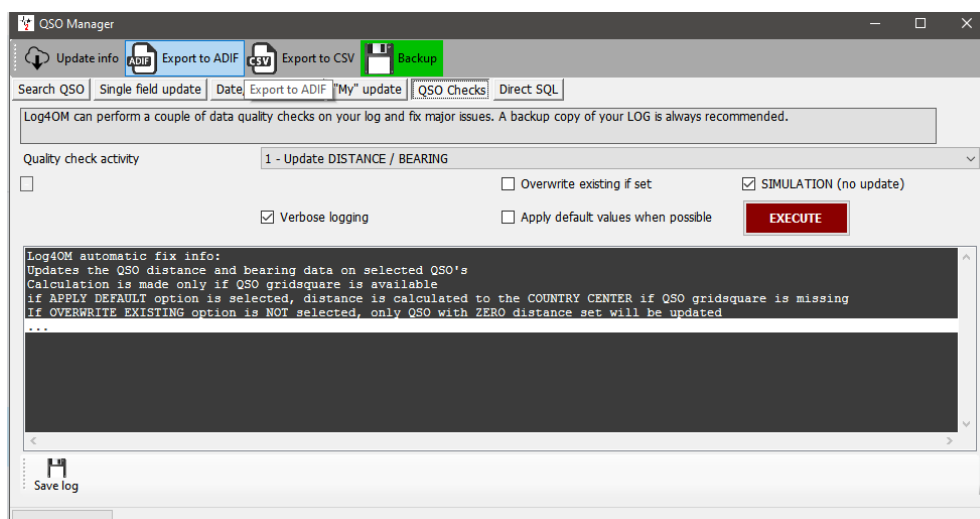 QSO Manager
Update info ADIF Export to ADIF CSV Export to CSV Backup
Search QSO Single field update Date Export to ADIF "My" update QSO Checks Direct SQL
Log4OM can perform a couple of data quality checks on your log and fix major issues. A backup copy of your LOG is always recommended.
Quality check activity 1 - Update DISTANCE / BEARING
Overwrite existing if set SIMULATION (no update)
Verbose logging Apply default values when possible EXECUTE
Log4OM automatic fix info:
Updates the QSO distance and bearing data on selected QSO's
Calculation is made only if QSO gridsquare is available
if APPLY DEFAULT option is selected, distance is calculated to the COUNTRY CENTER if QSO gridsquare is missing
If OVERWRITE EXISTING option is NOT selected, only QSO with ZERO distance set will be updated
...
Save log